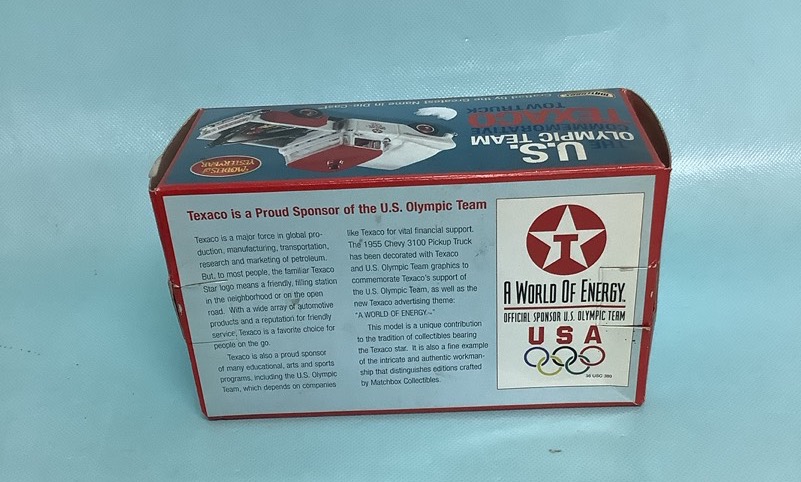 Crafted by the Greatest Name in Die-Cast
MATCHBOX
THE
U.S.
OLYMPIC TEAM
COMMEMORATIVE
TEXACO
TOW TRUCK
MODELS of
YESTERYEAR
Texaco is a Proud Sponsor of the U.S. Olympic Team
Texaco is a major force in global pro-
duction, manufacturing, transportation,
research and marketing of petroleum.
But, to most people, the familiar Texaco
Star logo means a friendly, filling station
in the neighborhood or on the open
road. With a wide array of automotive
products and a reputation for friendly
service, Texaco is a favorite choice for
people on the go.
Texaco is also a proud sponsor
of many educational, arts and sports
programs, including the U.S. Olympic
Team, which depends on companies
like Texaco for vital financial support.
The 1955 Chevy 3100 Pickup Truck
has been decorated with Texaco
and U.S. Olympic Team graphics to
commemorate Texaco's support of
the U.S. Olympic Team, as well as the
new Texaco advertising theme:
"A WORLD OF ENERGY™"
This model is a unique contribution
to the tradition of collectibles bearing
the Texaco star. It is also a fine example
of the intricate and authentic workman-
ship that distinguishes editions crafted
by Matchbox Collectibles.
T
A WORLD OF ENERGY.
OFFICIAL SPONSOR U.S. OLYMPIC TEAM
USA
36 USC 380